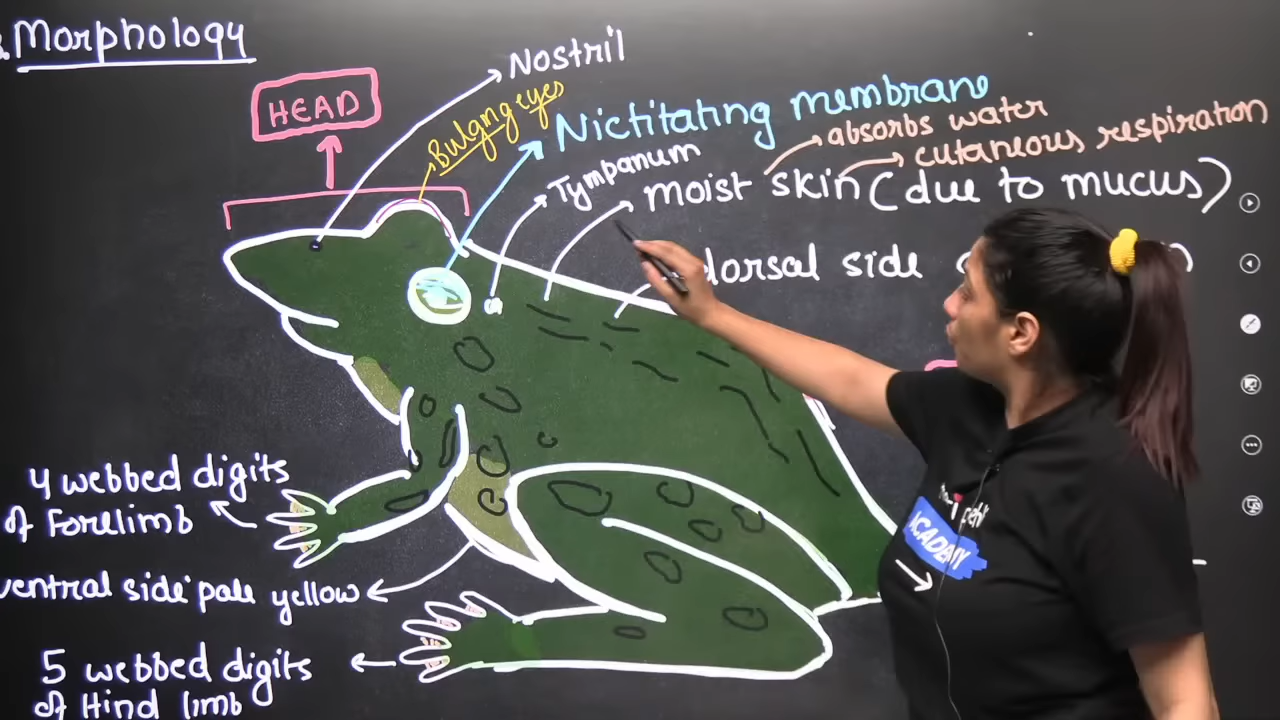 Morphology
Nostril
HEAD
Bulging eyes
Nictitating membrane
absorbs water
Tympanum
cutaneous respiration
moist skin (due to mucus)
dorsal side
4 webbed digits
of Forelimb
ventral side pale yellow
5 webbed digits
of Hind limb
ACADEMY